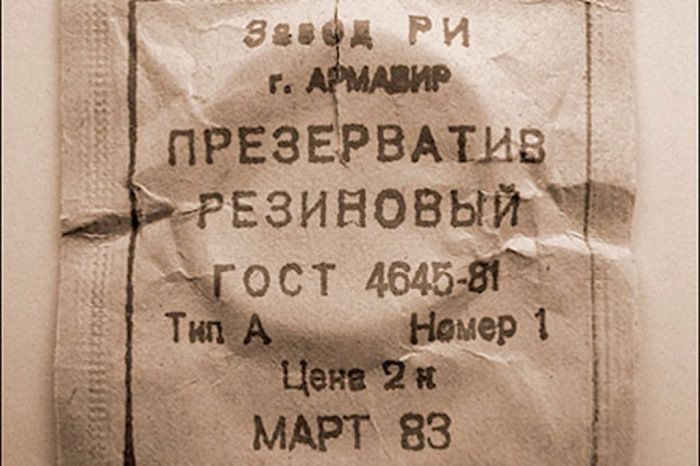 Завод РИ
г. АРМАВИР
ПРЕЗЕРВАТИВ
РЕЗИНОВЫЙ
ГОСТ 4645-81
Тип А Номер 1
Цена 2 к
МАРТ 83